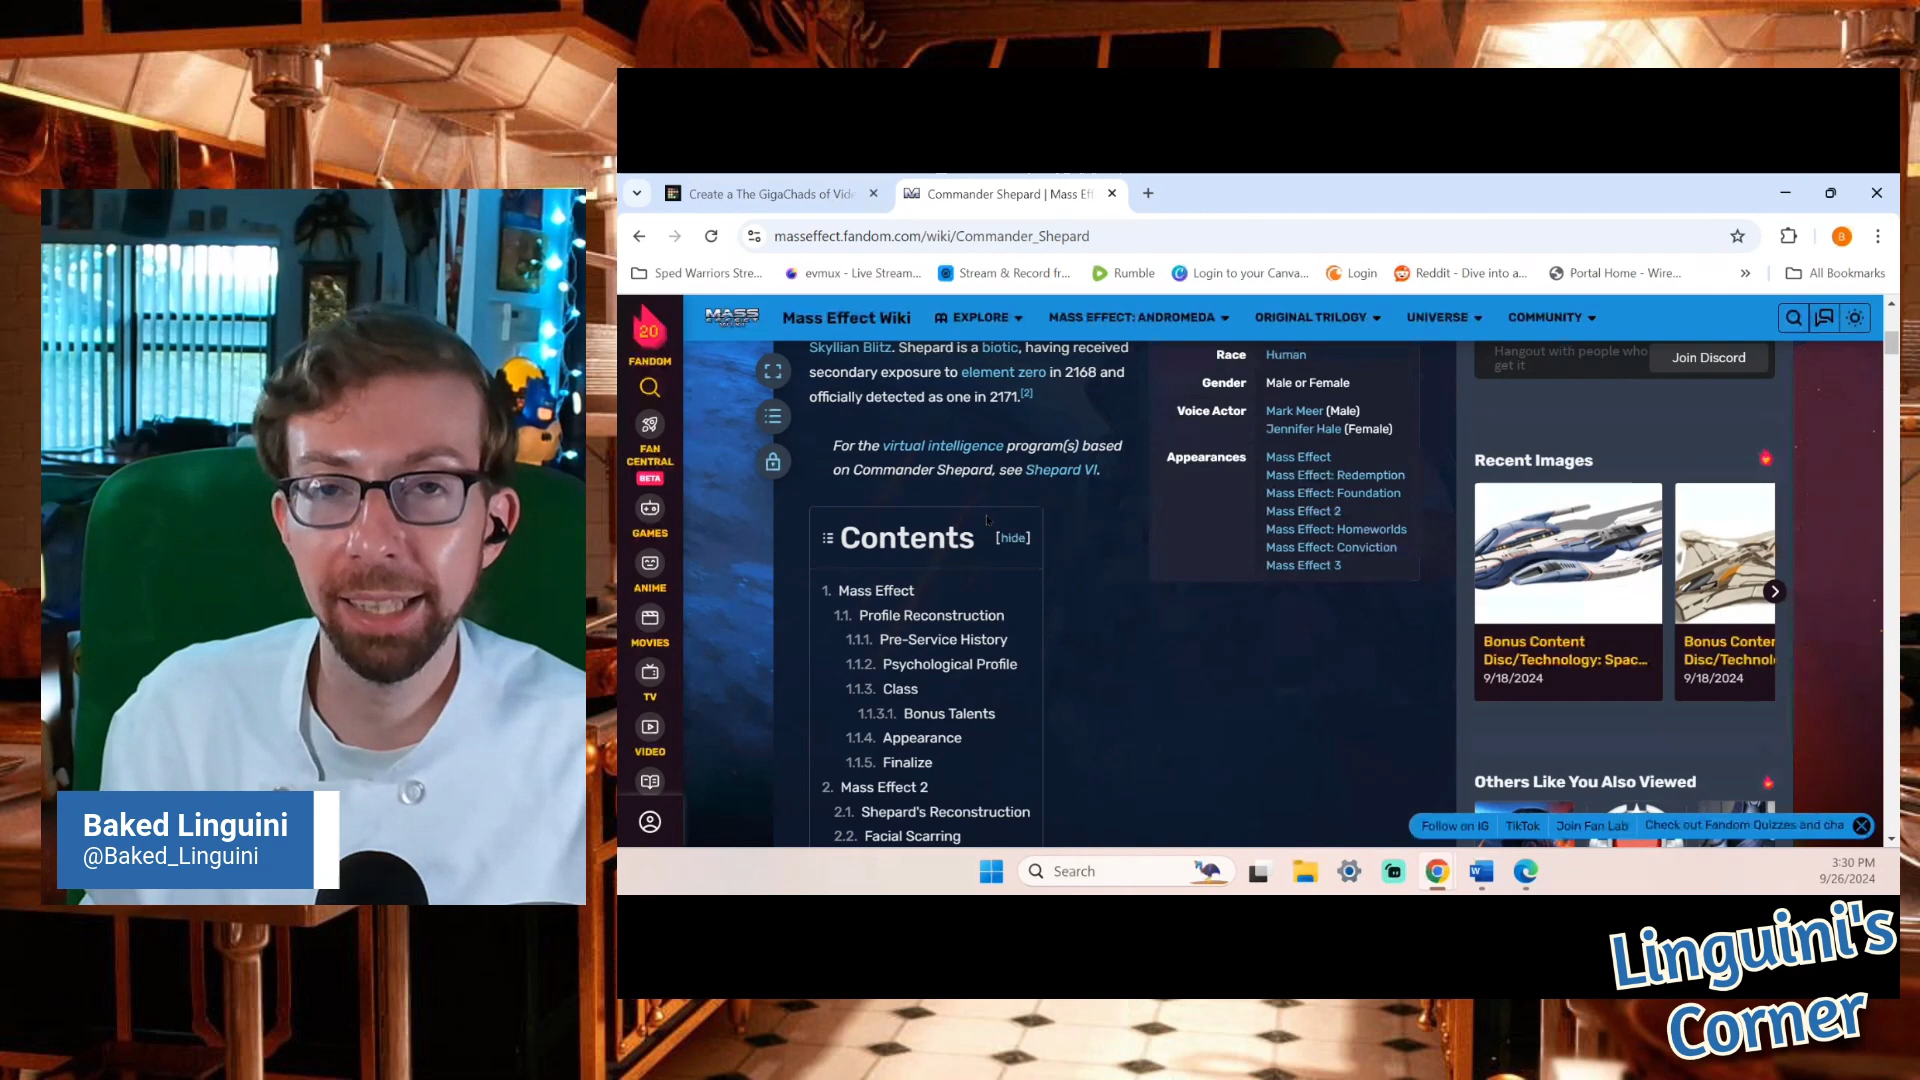 Baked Linguini
@Baked_Linguini
Create a The GigaChads of Vide
Commander Shepard | Mass Eff
masseffect.fandom.com/wiki/Commander_Shepard
Sped Warriors Stre...
evmux - Live Stream...
Stream & Record fr...
Rumble
Login to your Canva...
Login
Reddit - Dive into a...
Portal Home - Wire...
»
All Bookmarks
B
20
FANDOM
FAN
CENTRAL
BETA
GAMES
ANIME
MOVIES
TV
VIDEO
MASS
EFFECT
Mass Effect Wiki
EXPLORE
MASS EFFECT: ANDROMEDA
ORIGINAL TRILOGY
UNIVERSE
COMMUNITY
Skyllian Blitz. Shepard is a biotic, having received
secondary exposure to element zero in 2168 and
officially detected as one in 2171.[2]
For the virtual intelligence program(s) based
on Commander Shepard, see Shepard VI.
Contents [hide]
1. Mass Effect
1.1. Profile Reconstruction
1.1.1. Pre-Service History
1.1.2. Psychological Profile
1.1.3. Class
1.1.3.1. Bonus Talents
1.1.4. Appearance
1.1.5. Finalize
2. Mass Effect 2
2.1. Shepard's Reconstruction
2.2. Facial Scarring
Race Human
Gender Male or Female
Voice Actor Mark Meer (Male)
Jennifer Hale (Female)
Appearances Mass Effect
Mass Effect: Redemption
Mass Effect: Foundation
Mass Effect 2
Mass Effect: Homeworlds
Mass Effect: Conviction
Mass Effect 3
Hangout with people who
get it
Join Discord
Recent Images
Bonus Content
Disc/Technology: Spac...
9/18/2024
Bonus Conter
Disc/Technol
9/18/2024
Others Like You Also Viewed
Follow on IG
TikTok
Join Fan Lab
Check out Fandom Quizzes and cha
Search
W
3:30 PM
9/26/2024
Linguini's
Corner